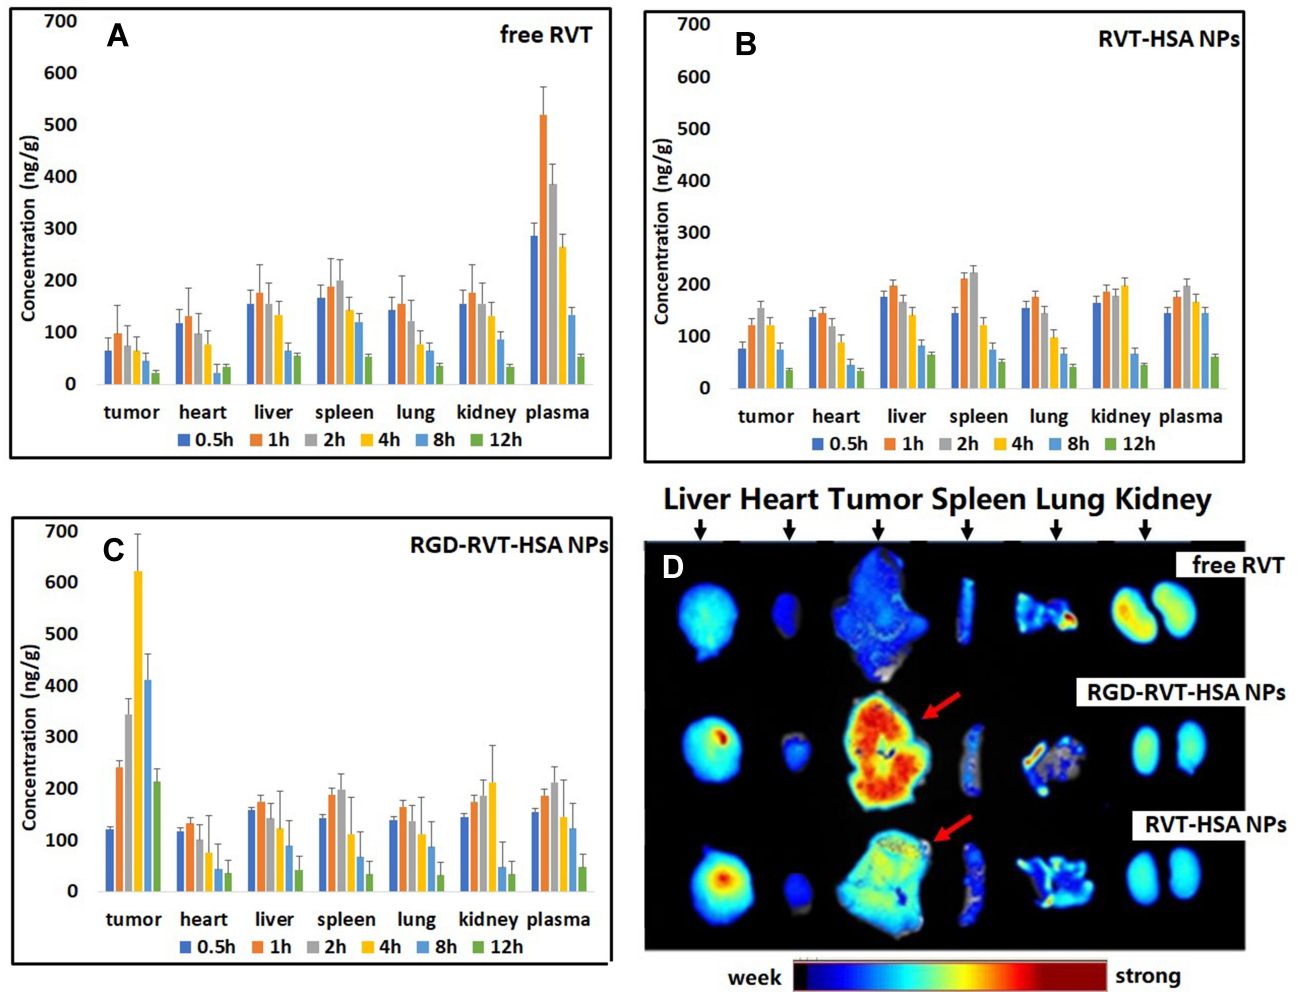 A
free RVT
700
600
500
400
300
200
100
0
Concentration (ng/g)
tumor heart liver spleen lung kidney plasma
0.5h 1h 2h 4h 8h 12h
B
RVT-HSA NPs
700
600
500
400
300
200
100
0
Concentration (ng/g)
tumor heart liver spleen lung kidney plasma
0.5h 1h 2h 4h 8h 12h
C
RGD-RVT-HSA NPs
700
600
500
400
300
200
100
0
Concentration (ng/g)
tumor heart liver spleen lung kidney plasma
0.5h 1h 2h 4h 8h 12h
Liver Heart Tumor Spleen Lung Kidney
D
free RVT
RGD-RVT-HSA NPs
RVT-HSA NPs
week strong